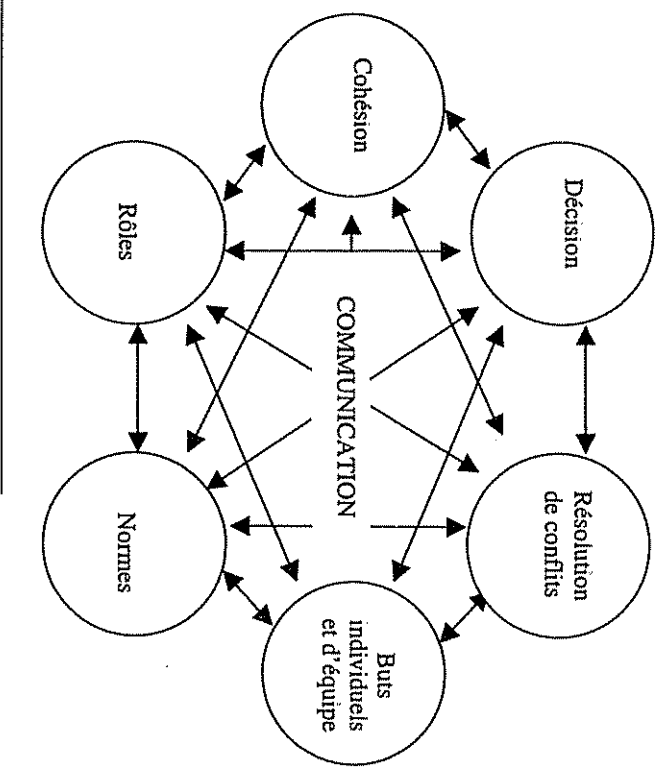 Cohésion
Décision
Rôles
COMMUNICATION
Résolution
de conflits
Normes
Buts
individuels
et d'équipe